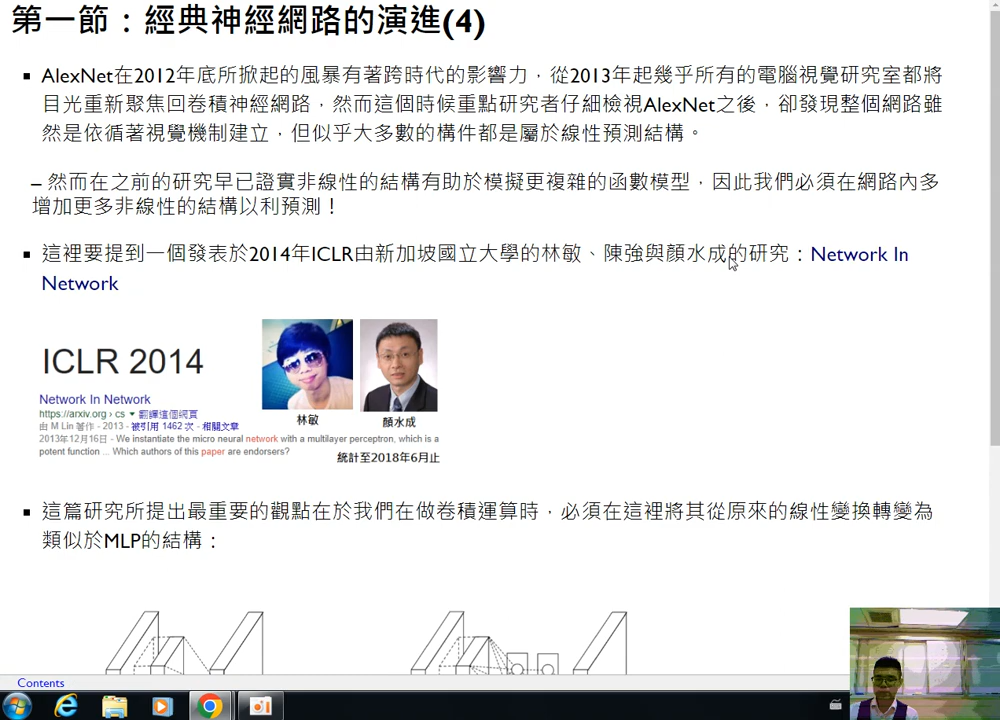 第一節：經典神經網路的演進(4)
▪ AlexNet在2012年底所掀起的風暴有著跨時代的影響力，從2013年起幾乎所有的電腦視覺研究室都將
目光重新聚焦回卷積神經網路，然而這個時候重點研究者仔細檢視AlexNet之後，卻發現整個網路雖
然是依循著視覺機制建立，但似乎大多數的構件都是屬於線性預測結構。
– 然而在之前的研究早已證實非線性的結構有助於模擬更複雜的函數模型，因此我們必須在網路內多
增加更多非線性的結構以利預測！
▪ 這裡要提到一個發表於2014年ICLR由新加坡國立大學的林敏、陳強與顏水成的研究：Network In
Network
ICLR 2014
Network In Network
https://arxiv.org › cs ▾ 翻譯這個網頁
由 M Lin 著作 - 2013 - 被引用 1462 次 - 相關文章
2013年12月16日 - We instantiate the micro neural network with a multilayer perceptron, which is a
potent function ... Which authors of this paper are endorsers?
林敏
顏水成
統計至2018年6月止
▪ 這篇研究所提出最重要的觀點在於我們在做卷積運算時，必須在這裡將其從原來的線性變換轉變為
類似於MLP的結構：
Contents